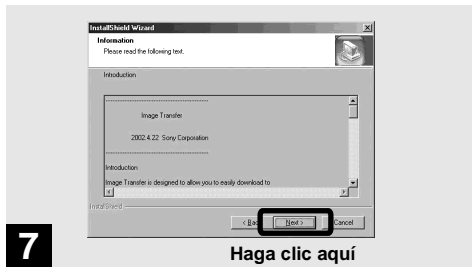 InstallShield Wizard
Information
Please read the following text.
Introduction
Image Transfer
2002.4.22 Sony Corporation
Introduction
Image Transfer is designed to allow you to easily download to
InstallShield
< Bac
Next >
Cancel
7
Haga clic aquí